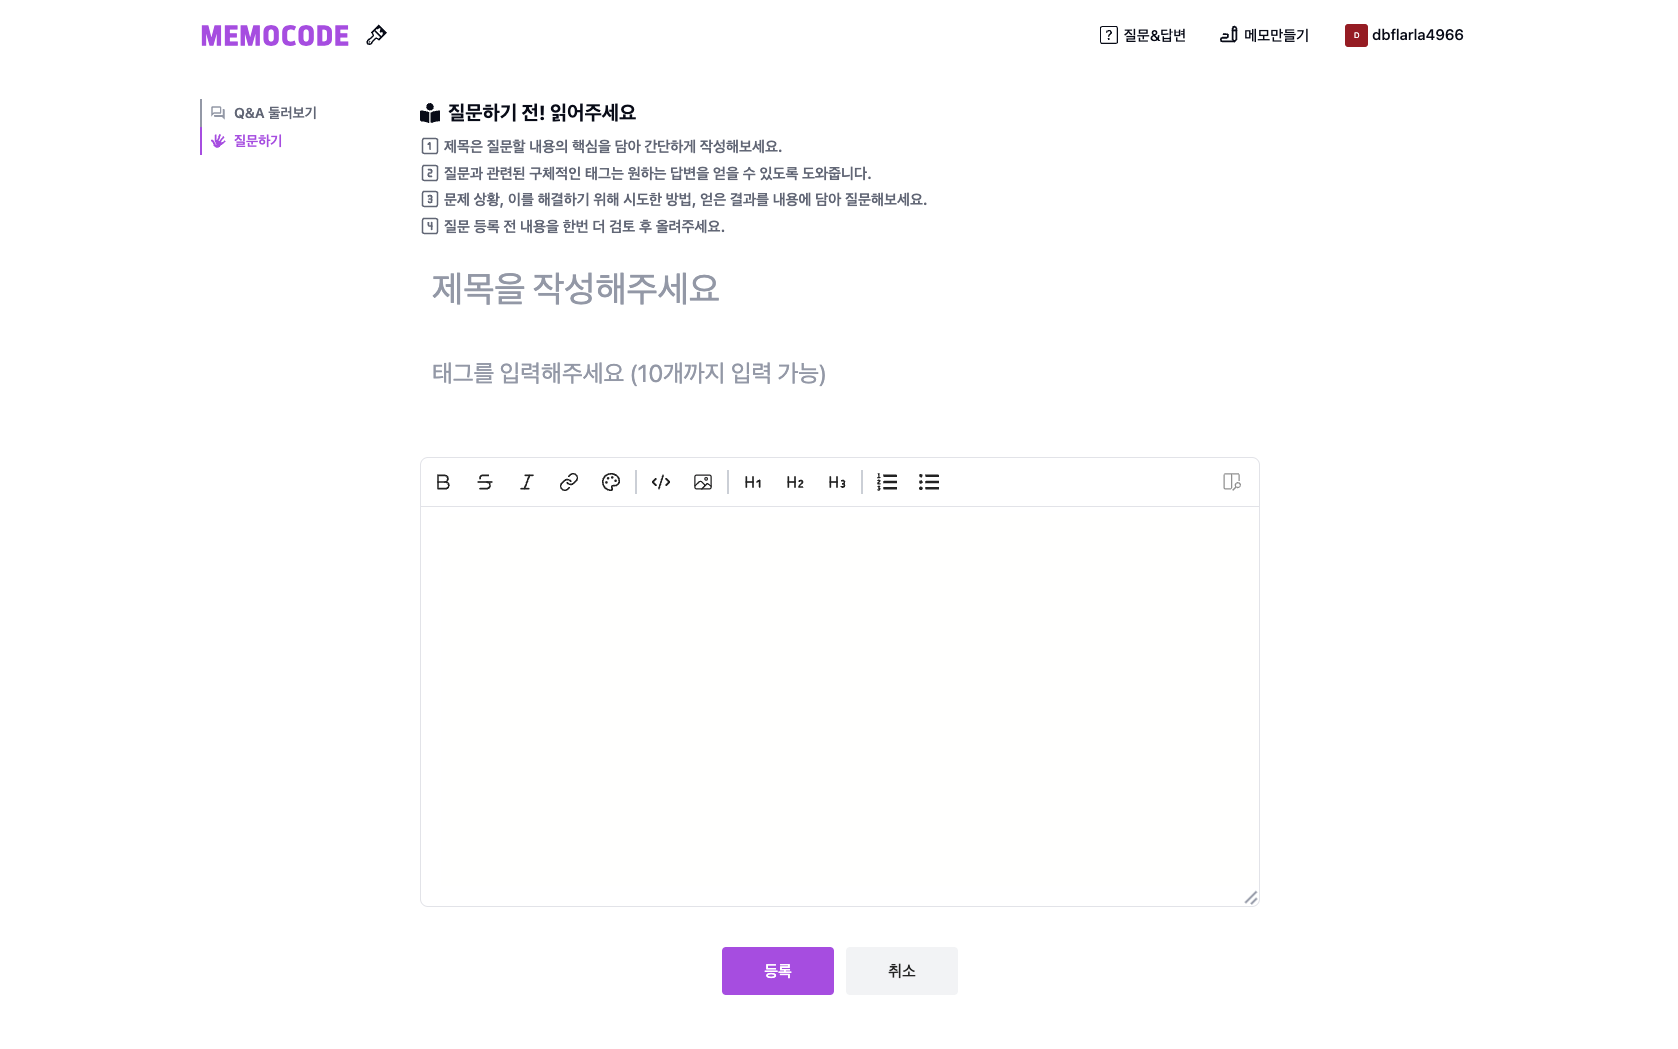 MEMOCODE
질문&답변
메모만들기
D
dbflarla4966
Q&A 둘러보기
질문하기
질문하기 전! 읽어주세요
1 제목은 질문할 내용의 핵심을 담아 간단하게 작성해보세요.
2 질문과 관련된 구체적인 태그는 원하는 답변을 얻을 수 있도록 도와줍니다.
3 문제 상황, 이를 해결하기 위해 시도한 방법, 얻은 결과를 내용에 담아 질문해보세요.
4 질문 등록 전 내용을 한번 더 검토 후 올려주세요.
제목을 작성해주세요
태그를 입력해주세요 (10개까지 입력 가능)
B S I </> H1 H2 H3
등록
취소